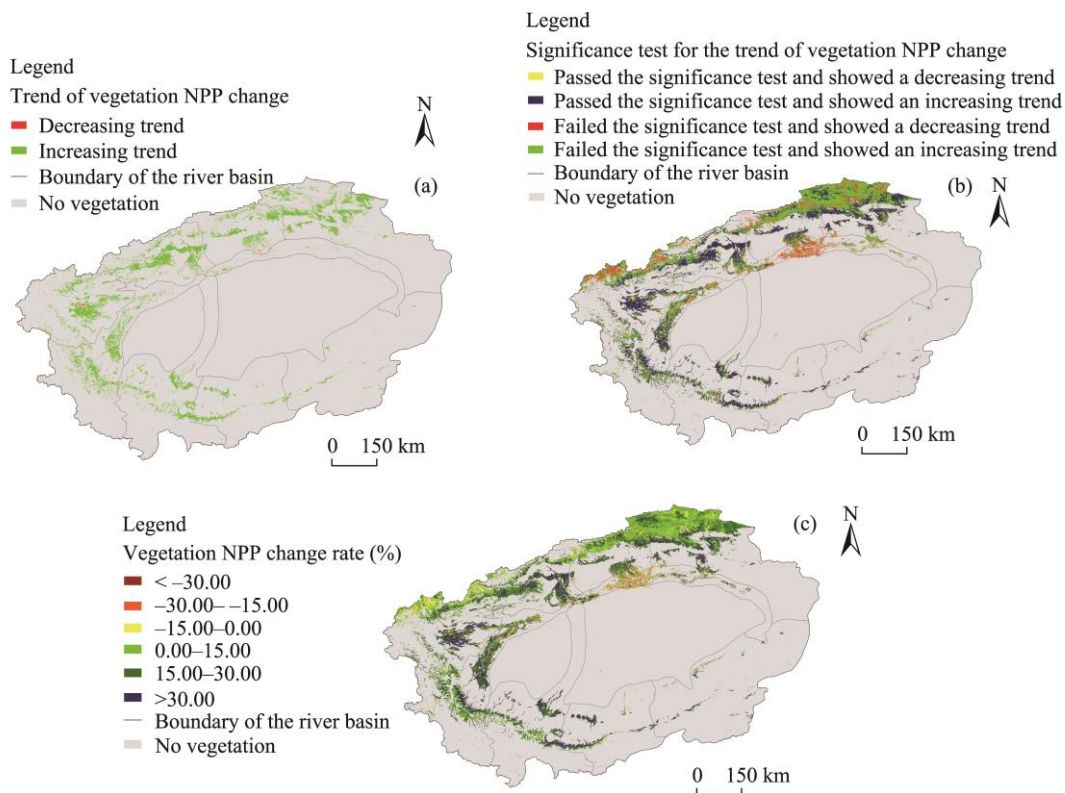 Legend
Trend of vegetation NPP change
Decreasing trend
Increasing trend
Boundary of the river basin
No vegetation
N
(a)
0 150 km
Legend
Significance test for the trend of vegetation NPP change
Passed the significance test and showed a decreasing trend
Passed the significance test and showed an increasing trend
Failed the significance test and showed a decreasing trend
Failed the significance test and showed an increasing trend
Boundary of the river basin
No vegetation
(b)
N
0 150 km
Legend
Vegetation NPP change rate (%)
< –30.00
–30.00– –15.00
–15.00–0.00
0.00–15.00
15.00–30.00
>30.00
Boundary of the river basin
No vegetation
(c)
N
0 150 km